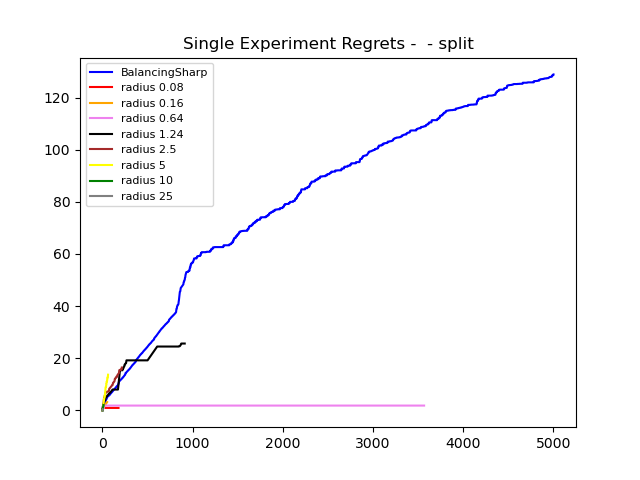 Single Experiment Regrets -  - split
BalancingSharp
radius 0.08
radius 0.16
radius 0.64
radius 1.24
radius 2.5
radius 5
radius 10
radius 25
120
100
80
60
40
20
0
0 1000 2000 3000 4000 5000